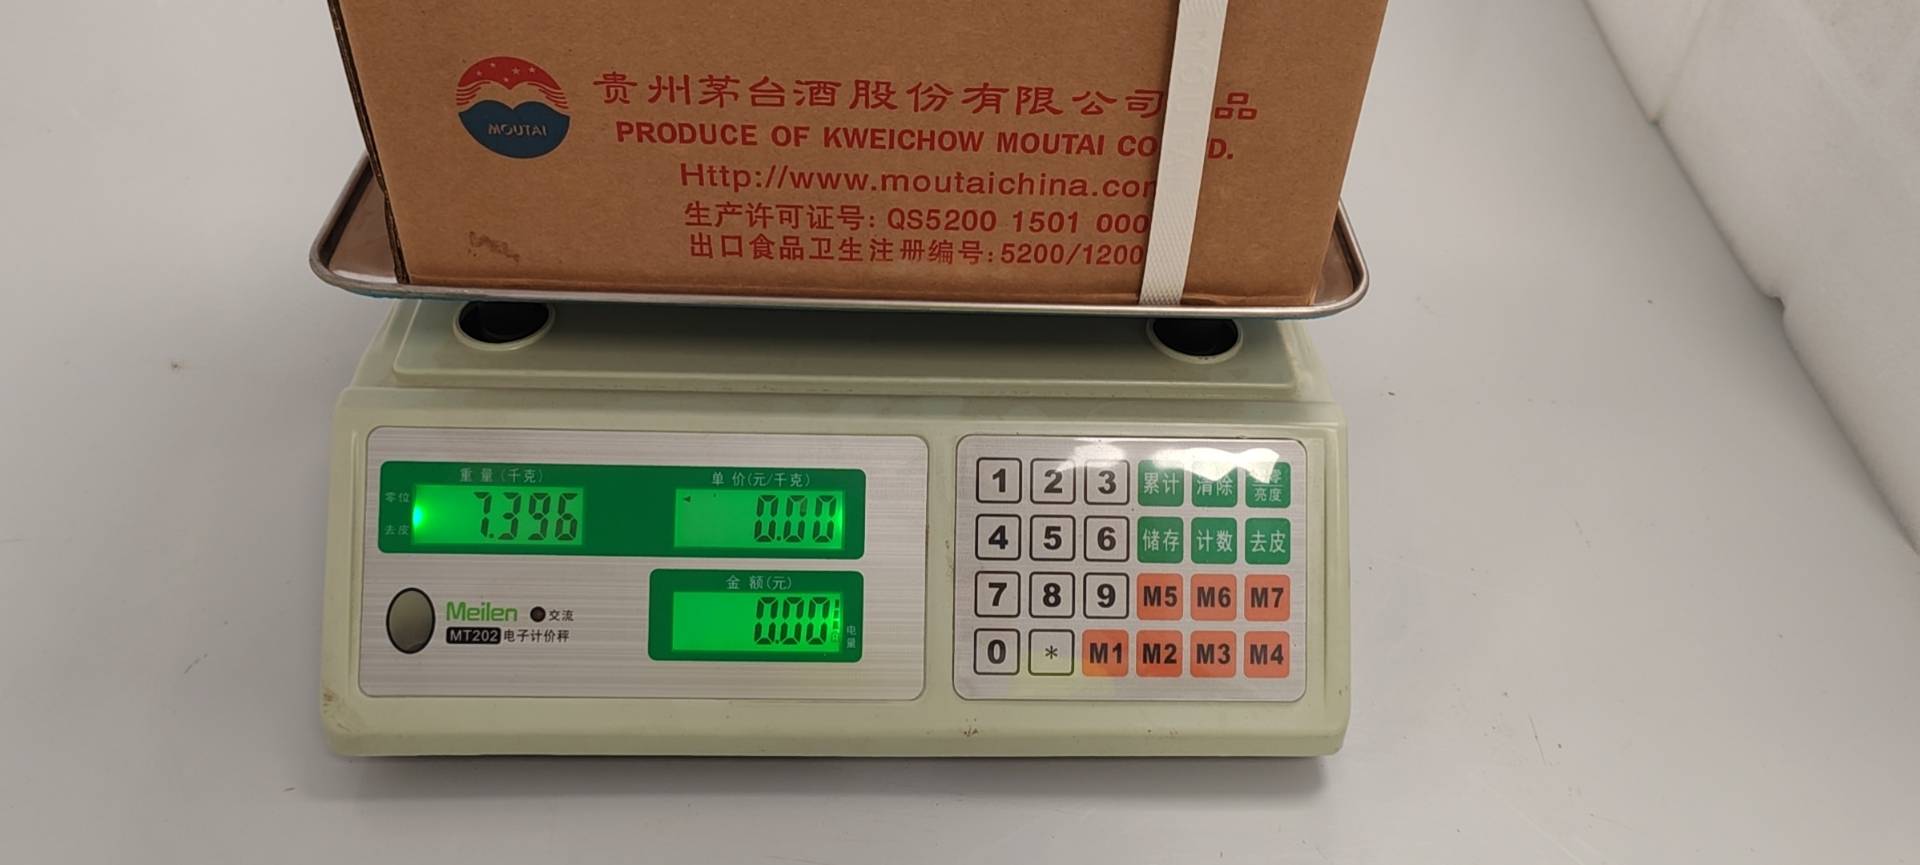 MOUTAI
贵州茅台酒股份有限公司 品
PRODUCE OF KWEICHOW MOUTAI CO D.
Http://www.moutaichina.co
生产许可证号: QS5200 1501 000
出口食品卫生注册编号:5200/1200
重量(千克)
单价(元/千克)
零位
去皮
7.396
0.00
金额(元)
0.00
电量
Meilen
交流
MT202 电子计价秤
1 2 3 累计 清除 零 亮度
4 5 6 储存 计数 去皮
7 8 9 M5 M6 M7
0 * M1 M2 M3 M4